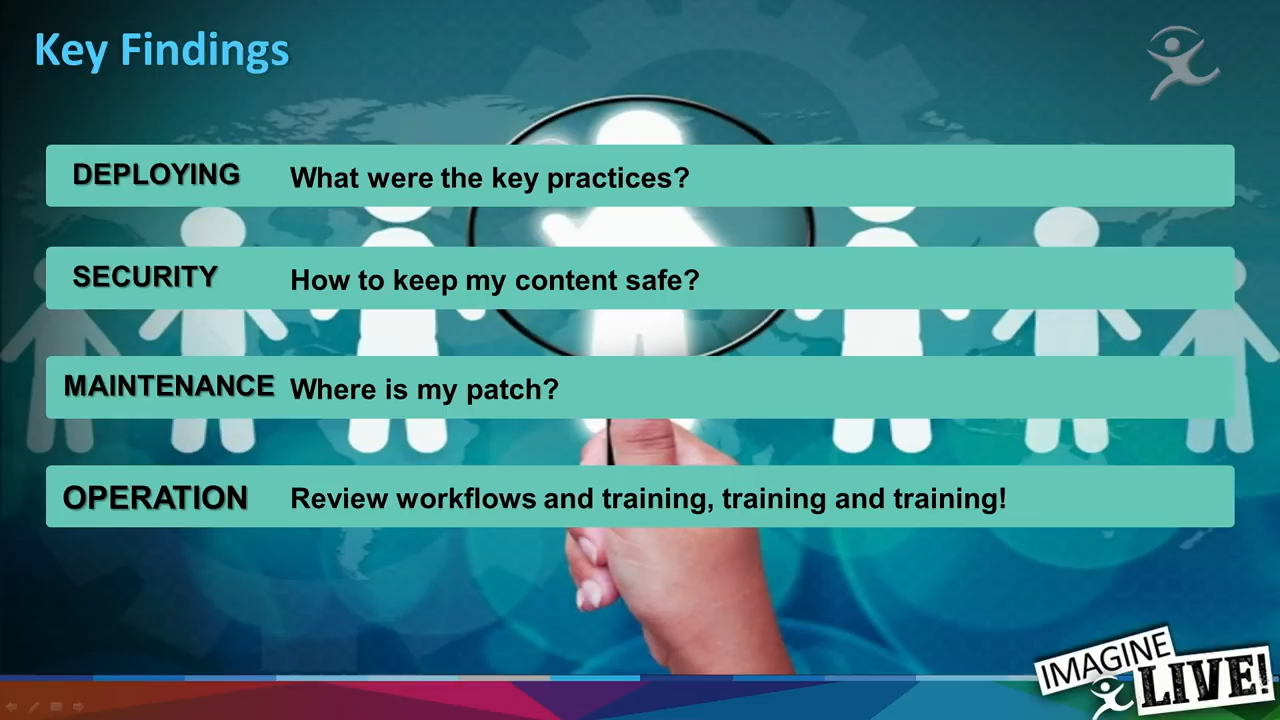 Key Findings
DEPLOYING What were the key practices?
SECURITY How to keep my content safe?
MAINTENANCE Where is my patch?
OPERATION Review workflows and training, training and training!
IMAGINE
LIVE!